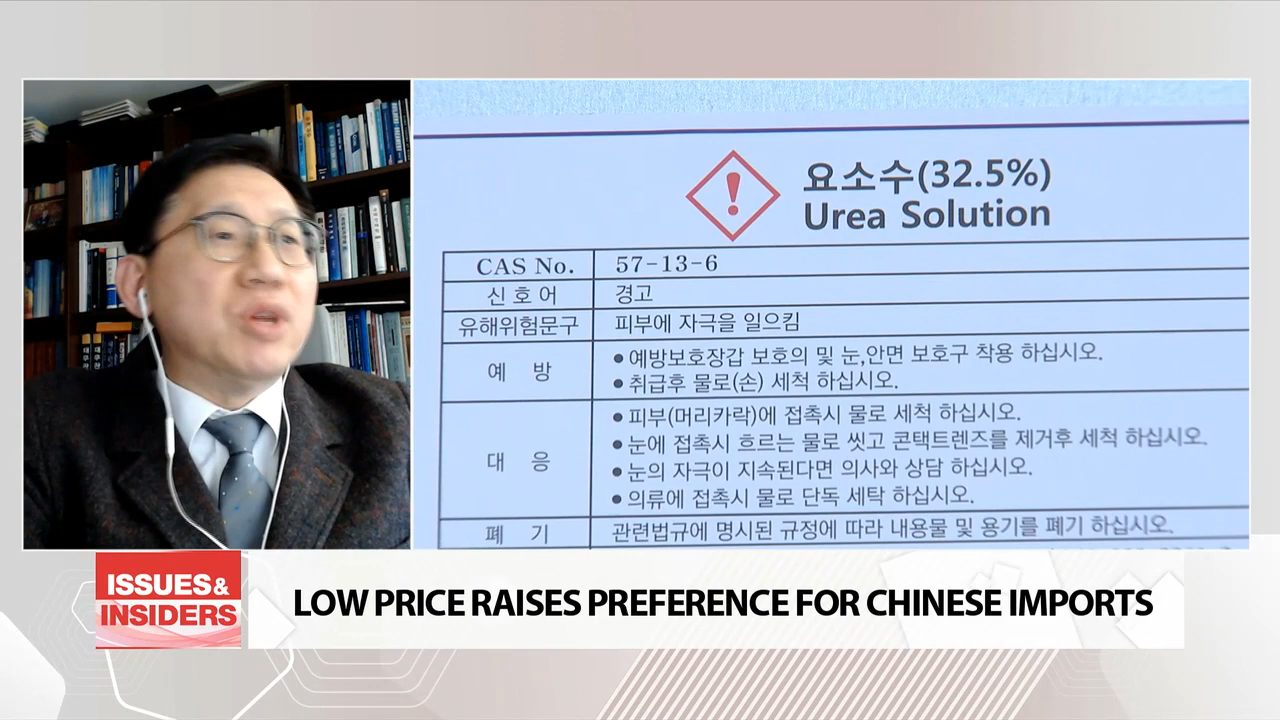 요소수(32.5%)
Urea Solution
CAS No. 57-13-6
신 호 어 경고
유해위험문구 피부에 자극을 일으킴
예 방
● 예방보호장갑 보호의 및 눈,안면 보호구 착용 하십시오.
● 취급후 물로(손) 세척 하십시오.
대 응
● 피부(머리카락)에 접촉시 물로 세척 하십시오.
● 눈에 접촉시 흐르는 물로 씻고 콘택트렌즈를 제거후 세척 하십시오.
● 눈의 자극이 지속된다면 의사와 상담 하십시오.
● 의류에 접촉시 물로 단독 세탁 하십시오.
폐 기 관련법규에 명시된 규정에 따라 내용물 및 용기를 폐기 하십시오.
ISSUES&
INSIDERS
LOW PRICE RAISES PREFERENCE FOR CHINESE IMPORTS